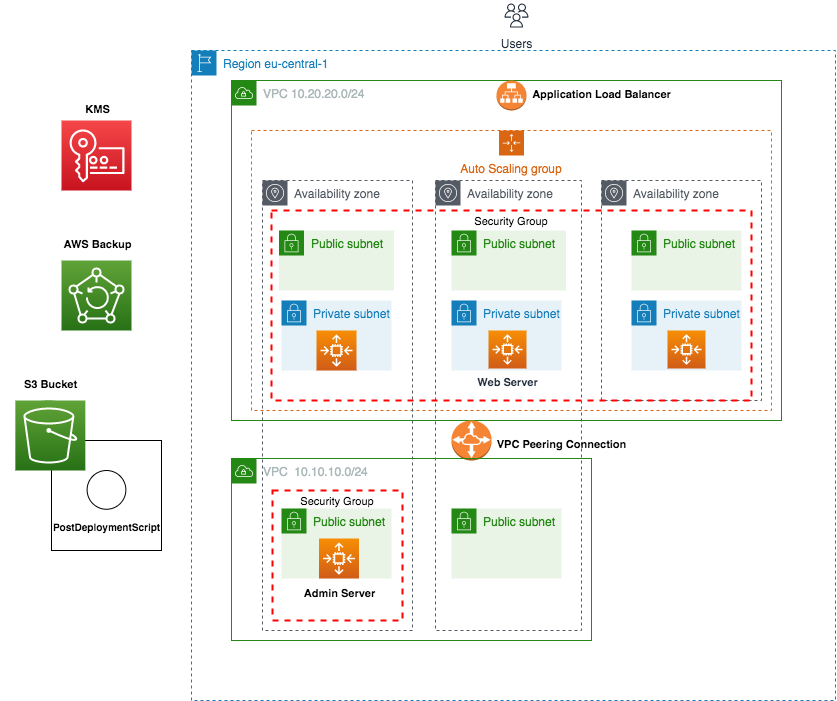 Users
Region eu-central-1
VPC 10.20.20.0/24
Application Load Balancer
KMS
Auto Scaling group
Availability zone
Availability zone
Availability zone
Security Group
Public subnet
Public subnet
Public subnet
AWS Backup
Private subnet
Private subnet
Private subnet
Web Server
S3 Bucket
VPC Peering Connection
VPC 10.10.10.0/24
Security Group
Public subnet
Public subnet
PostDeploymentScript
Admin Server